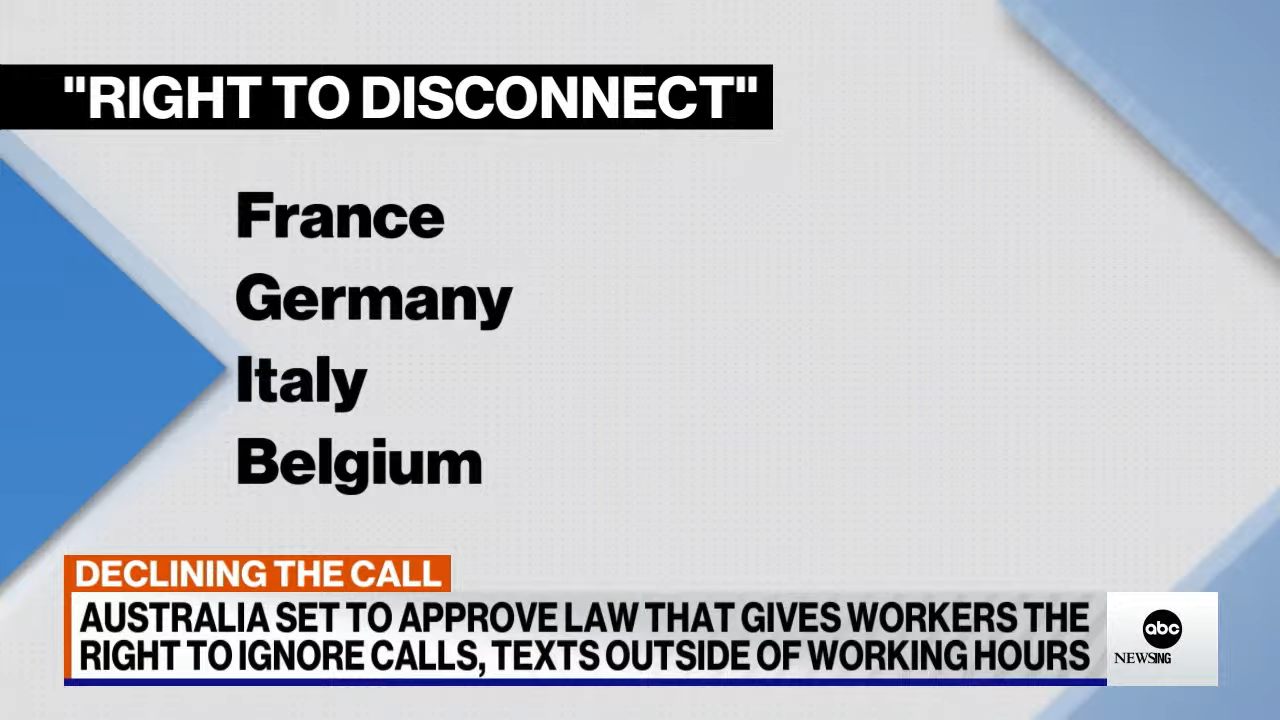 "RIGHT TO DISCONNECT"
France
Germany
Italy
Belgium
DECLINING THE CALL
AUSTRALIA SET TO APPROVE LAW THAT GIVES WORKERS THE
RIGHT TO IGNORE CALLS, TEXTS OUTSIDE OF WORKING HOURS
abc